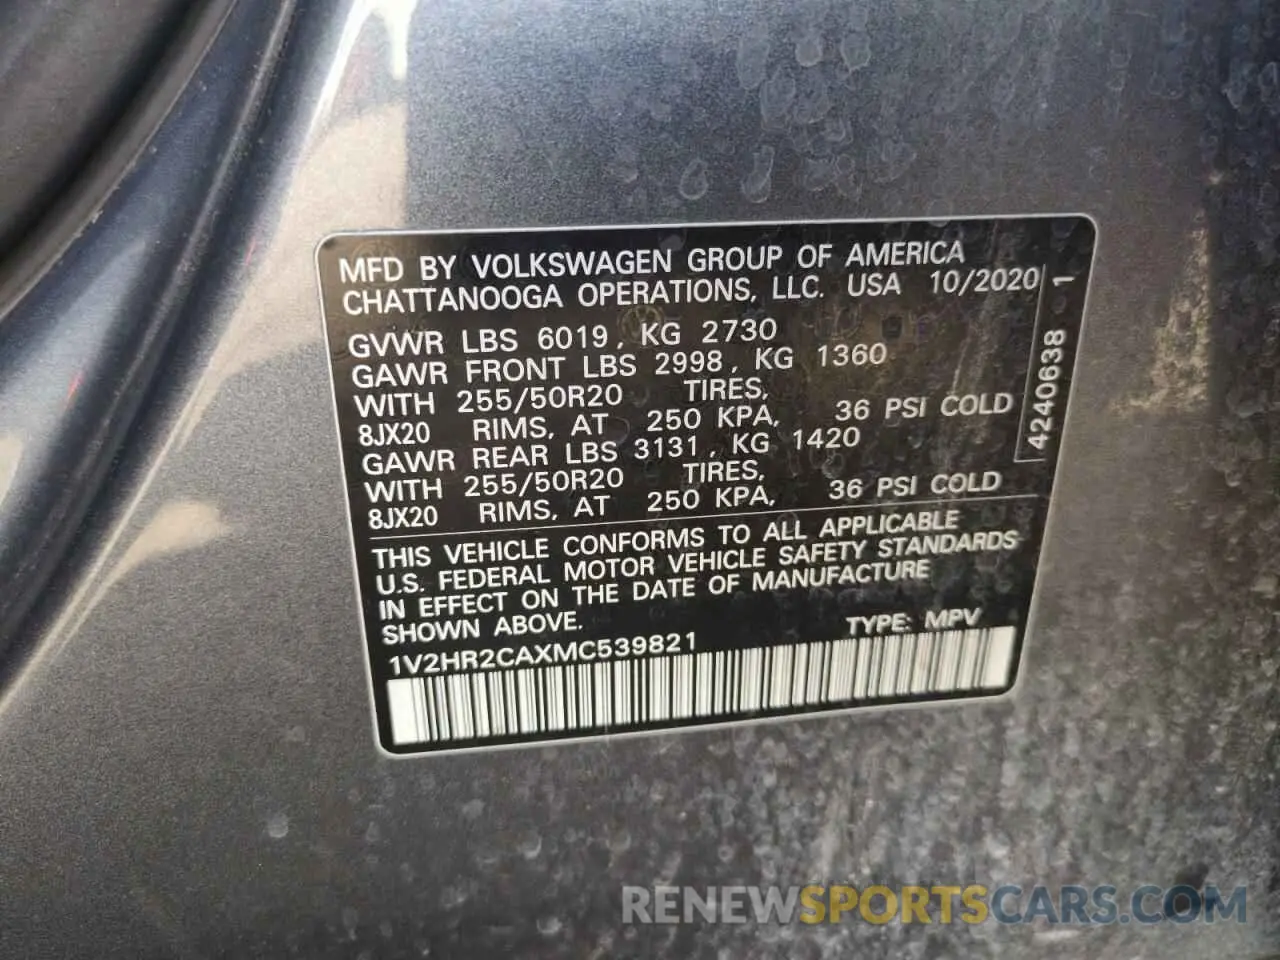 MFD BY VOLKSWAGEN GROUP OF AMERICA
CHATTANOOGA OPERATIONS, LLC. USA 10/2020
GVWR LBS 6019, KG 2730
GAWR FRONT LBS 2998, KG 1360
WITH 255/50R20 TIRES,
8JX20 RIMS, AT 250 KPA, 36 PSI COLD
GAWR REAR LBS 3131, KG 1420
WITH 255/50R20 TIRES,
8JX20 RIMS, AT 250 KPA, 36 PSI COLD
4240638 1
THIS VEHICLE CONFORMS TO ALL APPLICABLE
U.S. FEDERAL MOTOR VEHICLE SAFETY STANDARDS
IN EFFECT ON THE DATE OF MANUFACTURE
SHOWN ABOVE.
TYPE: MPV
1V2HR2CAXMC539821
RENEWSPORTSCARS.COM